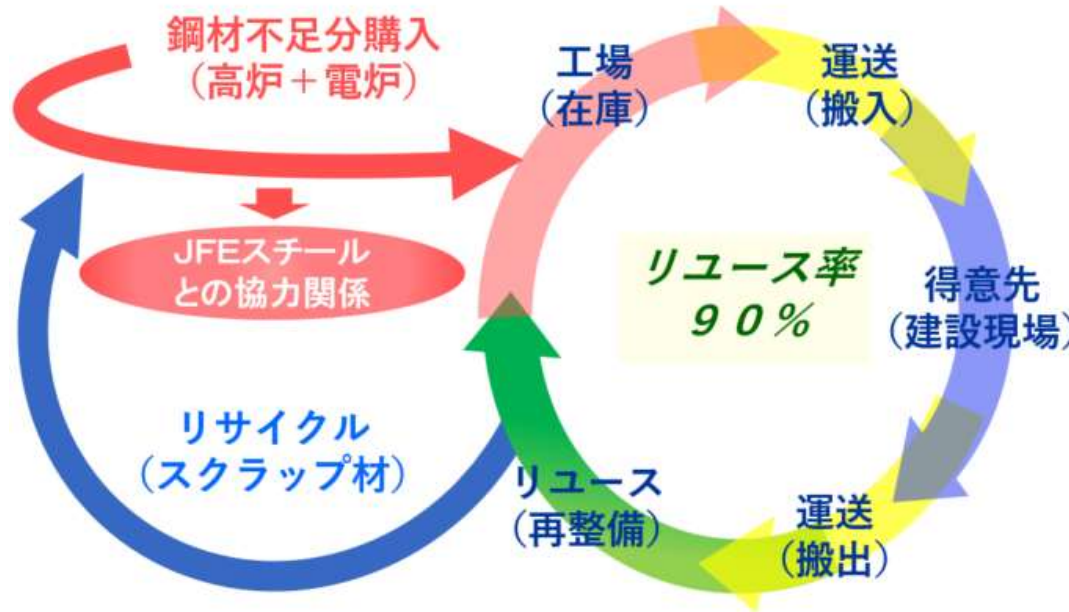 鋼材不足分購入
（高炉＋電炉）
JFEスチール
との協力関係
リサイクル
（スクラップ材）
工場
（在庫）
運送
（搬入）
得意先
（建設現場）
運送
（搬出）
リユース
（再整備）
リユース率
９０％